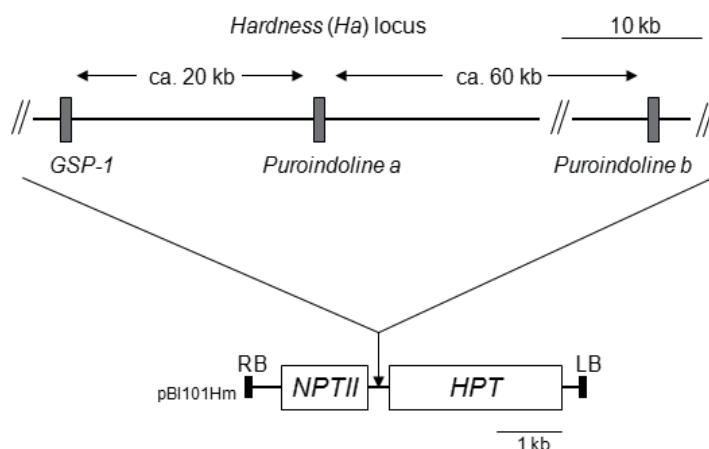 Hardness (Ha) locus
10 kb
ca. 20 kb
ca. 60 kb
GSP-1
Puroindoline a
Puroindoline b
RB
LB
pBI101Hm
NPTII
HPT
1 kb